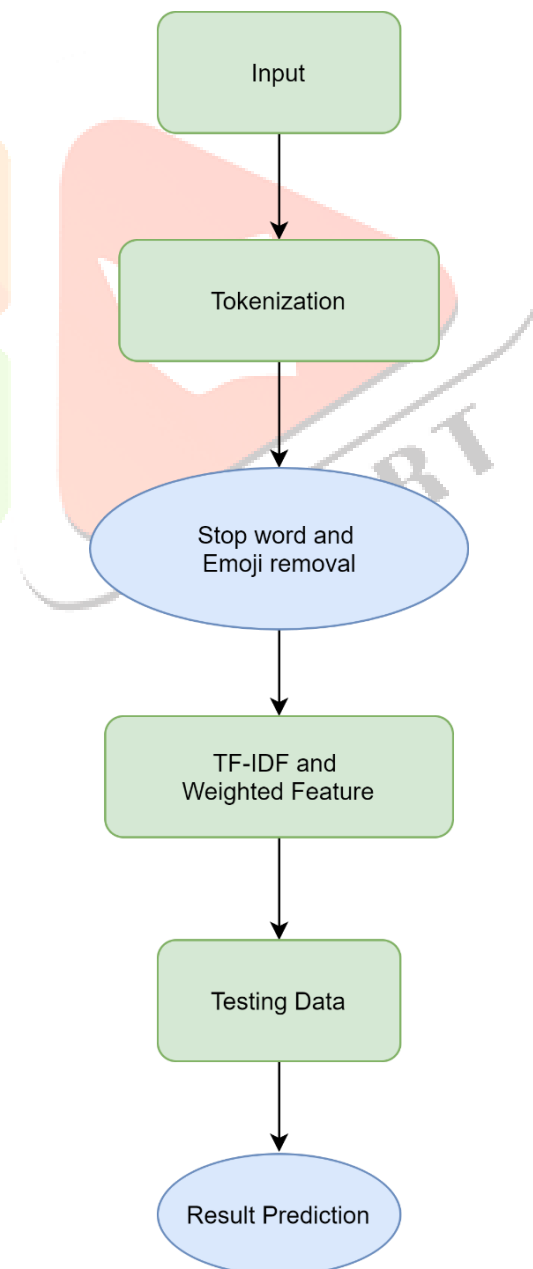 Input
Tokenization
Stop word and
Emoji removal
TF-IDF and
Weighted Feature
Testing Data
Result Prediction